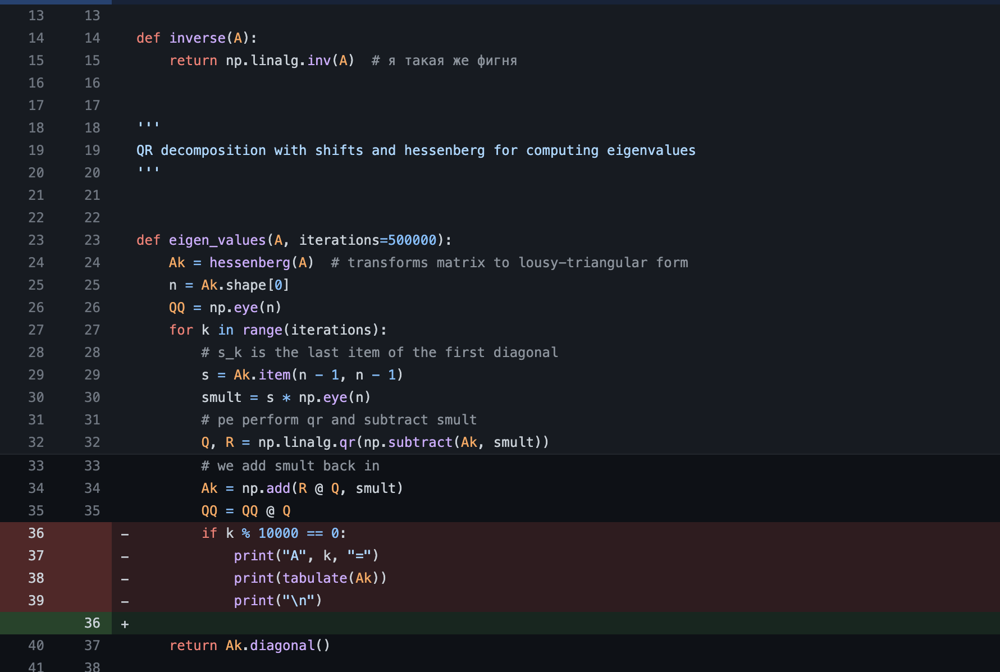 13 13
14 14 def inverse(A):
15 15     return np.linalg.inv(A)  # я такая же фигня
16 16
17 17
18 18 '''
19 19 QR decomposition with shifts and hessenberg for computing eigenvalues
20 20 '''
21 21
22 22
23 23 def eigen_values(A, iterations=500000):
24 24     Ak = hessenberg(A)  # transforms matrix to lousy-triangular form
25 25     n = Ak.shape[0]
26 26     QQ = np.eye(n)
27 27     for k in range(iterations):
28 28         # s_k is the last item of the first diagonal
29 29         s = Ak.item(n - 1, n - 1)
30 30         smult = s * np.eye(n)
31 31         # pe perform qr and subtract smult
32 32         Q, R = np.linalg.qr(np.subtract(Ak, smult))
33 33         # we add smult back in
34 34         Ak = np.add(R @ Q, smult)
35 35         QQ = QQ @ Q
36 -         if k % 10000 == 0:
37 -             print("A", k, "=")
38 -             print(tabulate(Ak))
39 -             print("\n")
36 +
40 37     return Ak.diagonal()
41 38